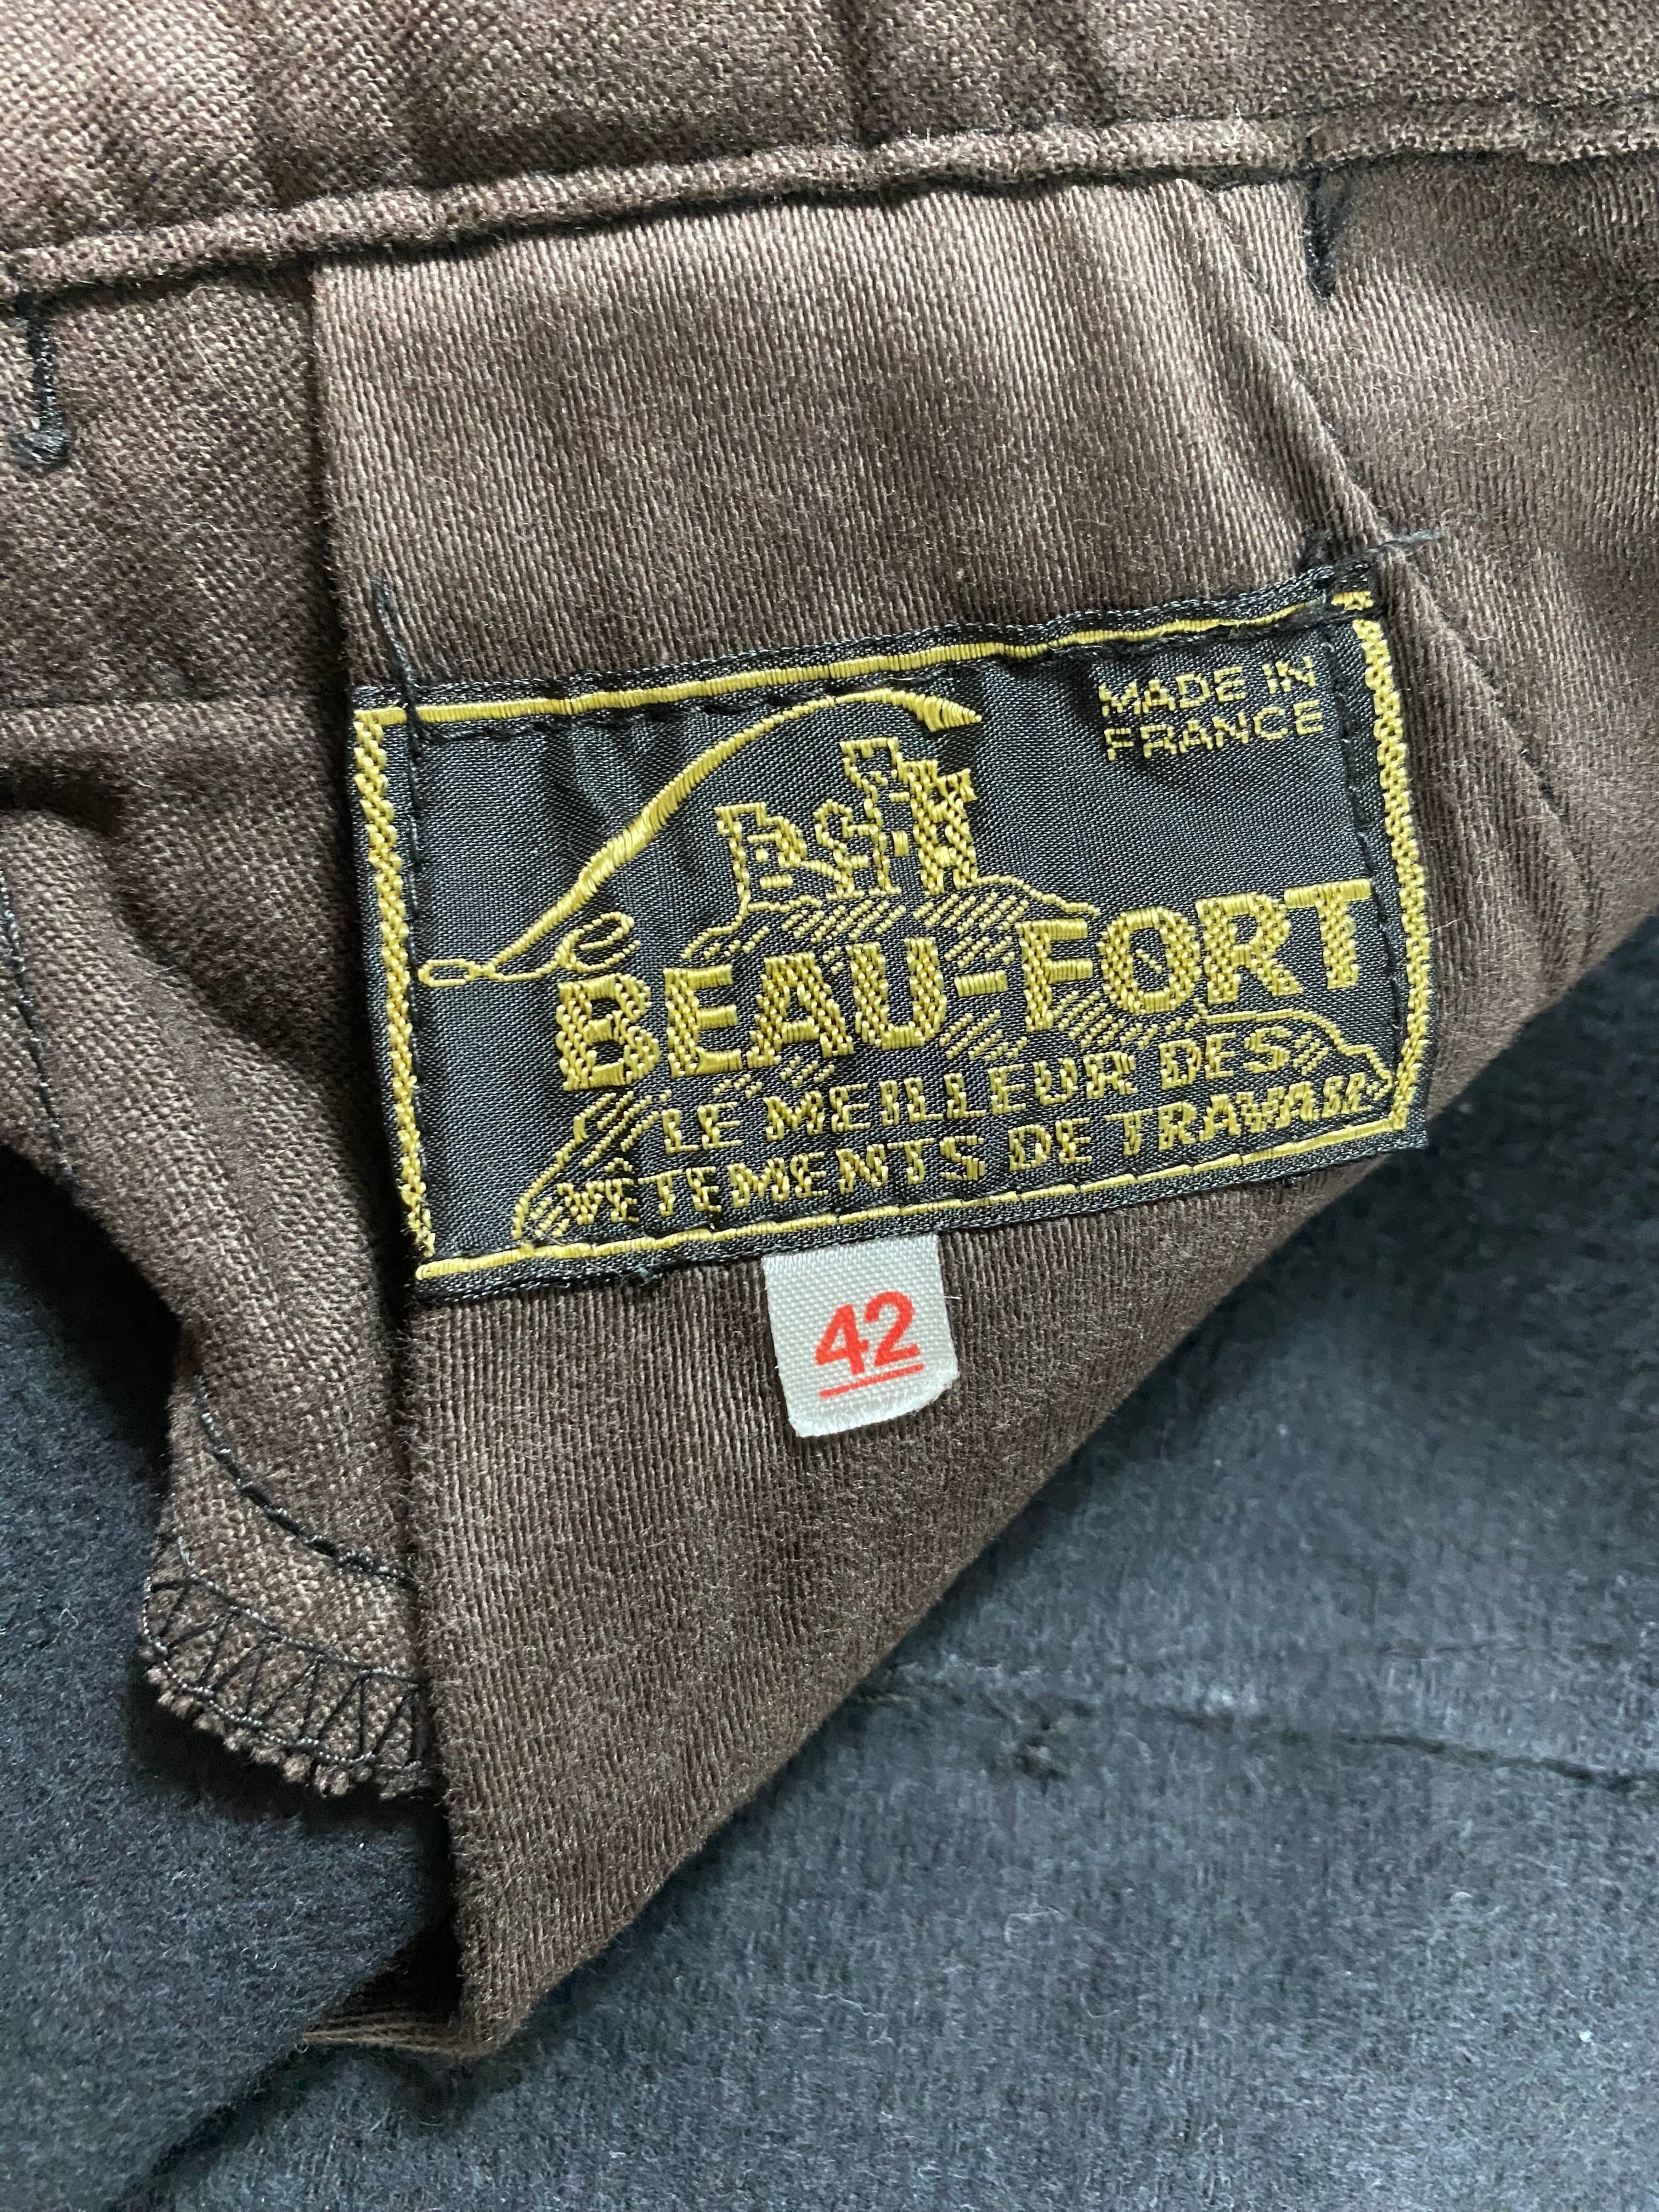 MADE IN
FRANCE
le
BEAU-FORT
LE MEILLEUR DES
VÊTEMENTS DE TRAVAIL
42